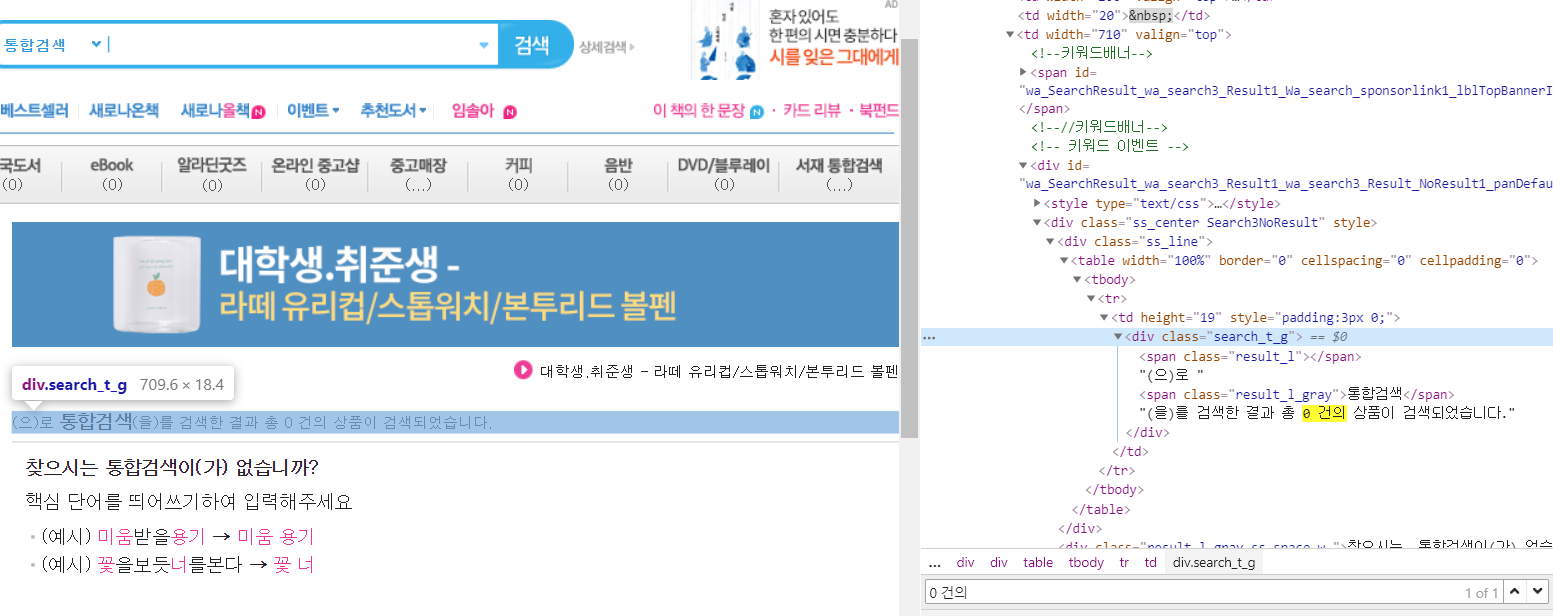 AD
혼자 있어도
한 편의 시면 충분하다
시를 잊은 그대에게
통합검색
검색
상세검색
베스트셀러 새로나온책 새로나올책 N 이벤트 추천도서 임솔아 N 이 책의 한 문장 N · 카드 리뷰 · 북펀드
국도서 eBook 알라딘굿즈 온라인 중고샵 중고매장 커피 음반 DVD/블루레이 서재 통합검색
(0) (0) (0) (0) (...) (0) (0) (0) (...)
대학생.취준생 -
라떼 유리컵/스톱워치/본투리드 볼펜
대학생.취준생 - 라떼 유리컵/스톱워치/본투리드 볼펜
div.search_t_g 709.6 × 18.4
(으)로 통합검색(을)를 검색한 결과 총 0 건의 상품이 검색되었습니다.
찾으시는 통합검색이(가) 없습니까?
핵심 단어를 띄어쓰기하여 입력해주세요
(예시) 미움받을용기 → 미움 용기
(예시) 꽃을보듯너를본다 → 꽃 너
<td width="20">&nbsp;</td>
<td width="710" valign="top">
<!--키워드배너-->
<span id=
"wa_SearchResult_wa_search3_Result1_Wa_search_sponsorlink1_lblTopBannerI
</span>
<!--//키워드배너-->
<!-- 키워드 이벤트 -->
<div id=
"wa_SearchResult_wa_search3_Result1_wa_search3_Result_NoResult1_panDefau
<style type="text/css">…</style>
<div class="ss_center Search3NoResult" style>
<div class="ss_line">
<table width="100%" border="0" cellspacing="0" cellpadding="0">
<tbody>
<tr>
<td height="19" style="padding:3px 0;">
... <div class="search_t_g"> == $0
<span class="result_l"></span>
"(으)로 "
<span class="result_l_gray">통합검색</span>
"(을)를 검색한 결과 총 0 건의 상품이 검색되었습니다."
</div>
</td>
</tr>
</tbody>
</table>
</div>
... div div table tbody tr td div.search_t_g
0 건의 1 of 1